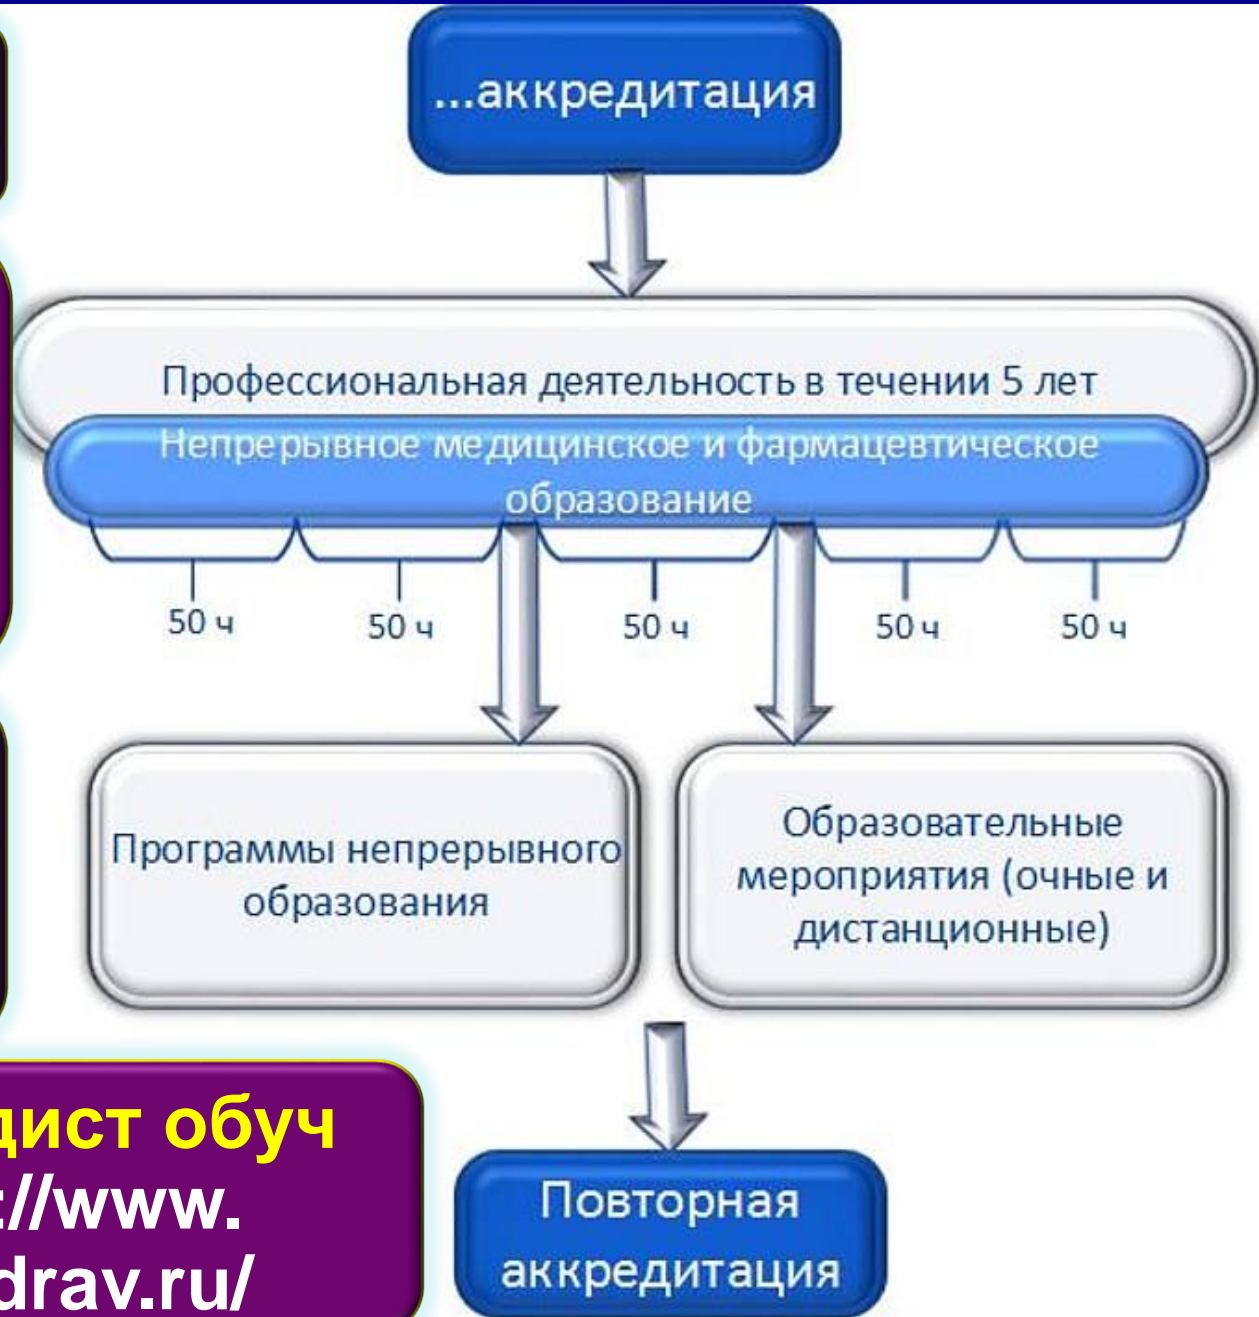 ...аккредитация
Профессиональная деятельность в течении 5 лет
Непрерывное медицинское и фармацевтическое
образование
50 ч 50 ч 50 ч 50 ч 50 ч
Программы непрерывного
образования
Образовательные
мероприятия (очные и
дистанционные)
дист обуч
://www.
drav.ru/
Повторная
аккредитация